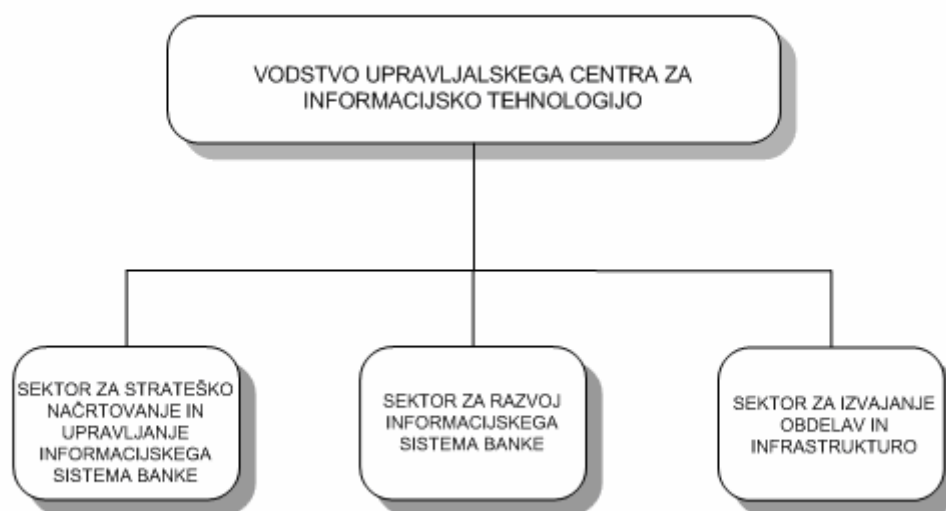 VODSTVO UPRAVLJALSKEGA CENTRA ZA
INFORMACIJSKO TEHNOLOGIJO
SEKTOR ZA STRATEŠKO
NAČRTOVANJE IN
UPRAVLJANJE
INFORMACIJSKEGA
SISTEMA BANKE
SEKTOR ZA RAZVOJ
INFORMACIJSKEGA
SISTEMA BANKE
SEKTOR ZA IZVAJANJE
OBDELAV IN
INFRASTRUKTURO